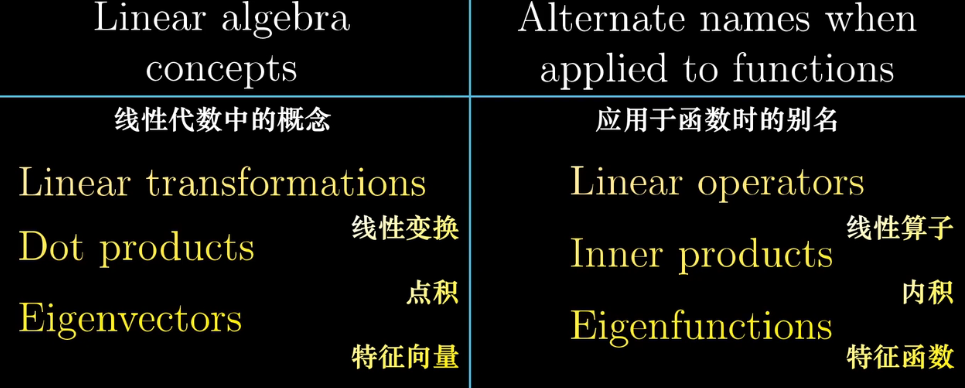 Linear algebra
concepts
线性代数中的概念
Linear transformations
线性变换
Dot products
点积
Eigenvectors
特征向量
Alternate names when
applied to functions
应用于函数时的别名
Linear operators
线性算子
Inner products
内积
Eigenfunctions
特征函数